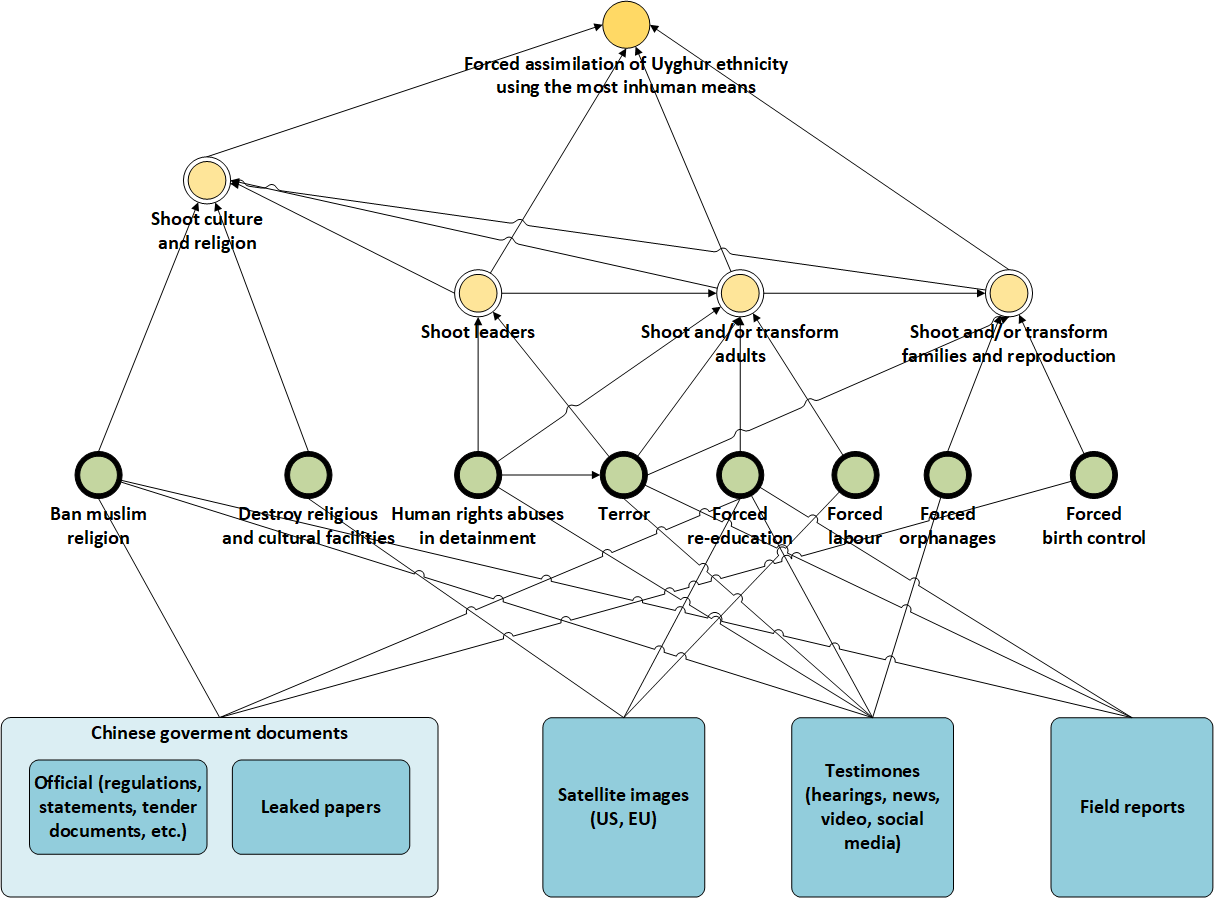 Forced assimilation of Uyghur ethnicity
using the most inhuman means
Shoot culture
and religion
Shoot leaders
Shoot and/or transform
adults
Shoot and/or transform
families and reproduction
Ban muslim
religion
Destroy religious
and cultural facilities
Human rights abuses
in detainment
Terror
Forced
re-education
Forced
labour
Forced
orphanages
Forced
birth control
Chinese goverment documents
Official (regulations,
statements, tender
documents, etc.)
Leaked papers
Satellite images
(US, EU)
Testimones
(hearings, news,
video, social
media)
Field reports